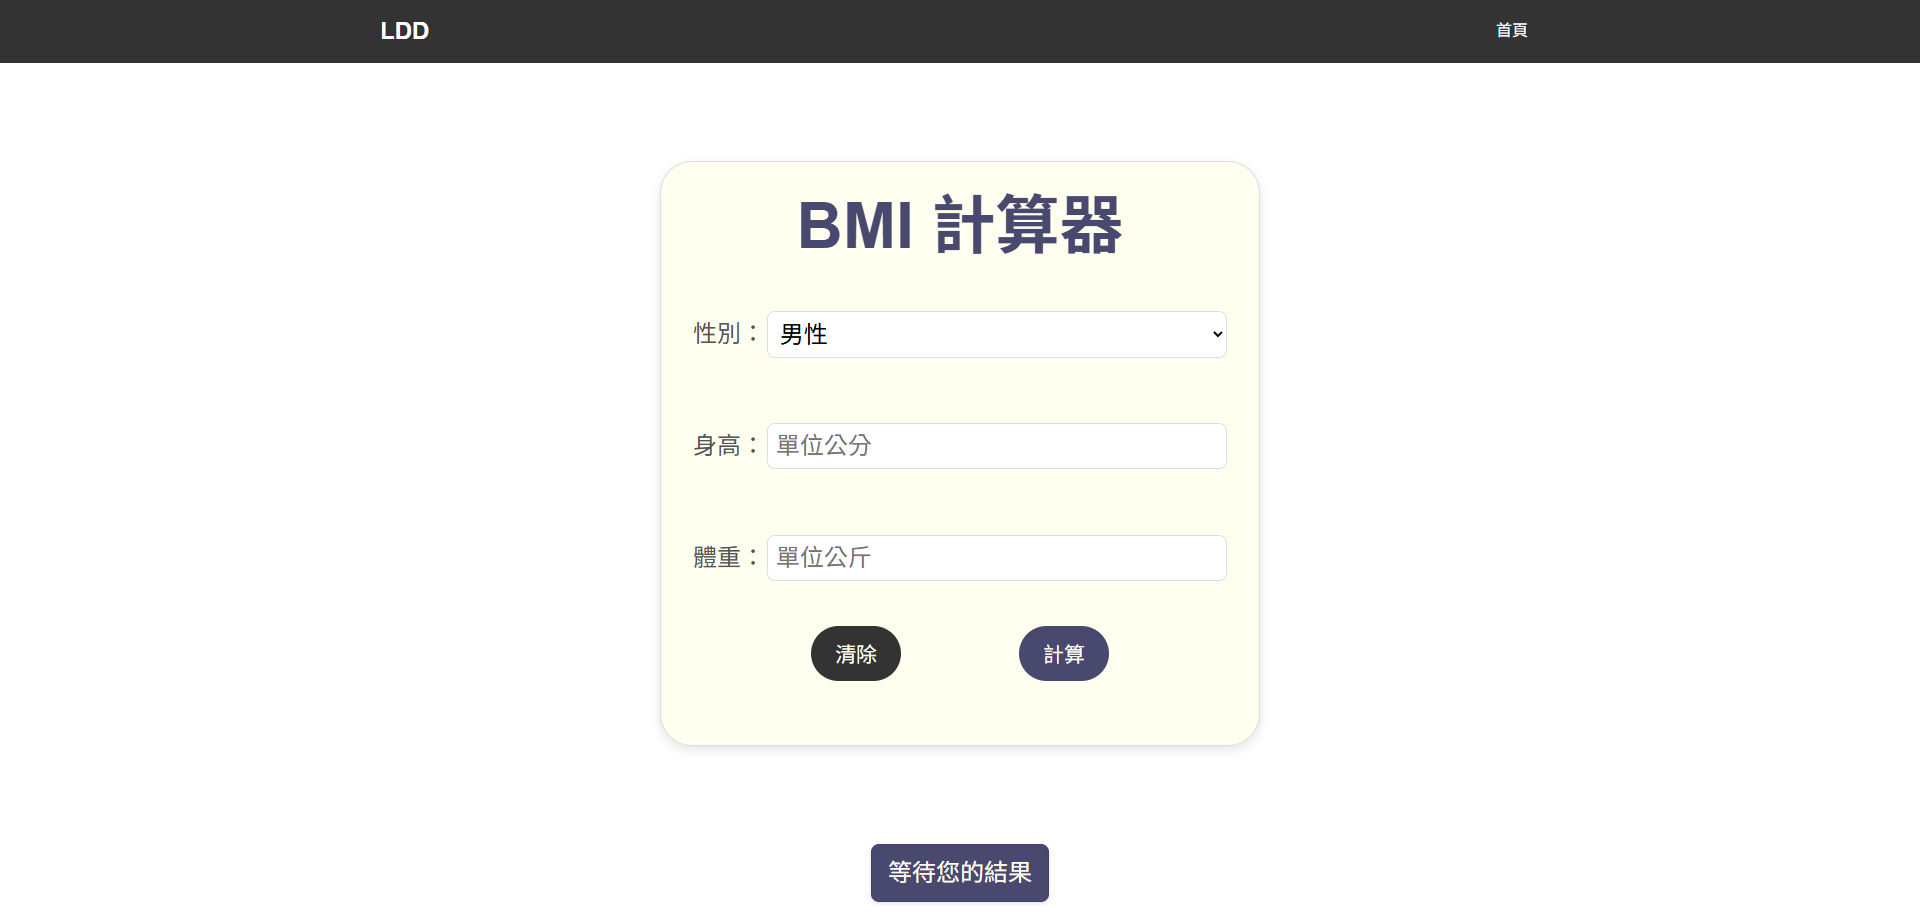 LDD 首頁
BMI 計算器
性別： 男性
身高： 單位公分
體重： 單位公斤
清除 計算
等待您的結果